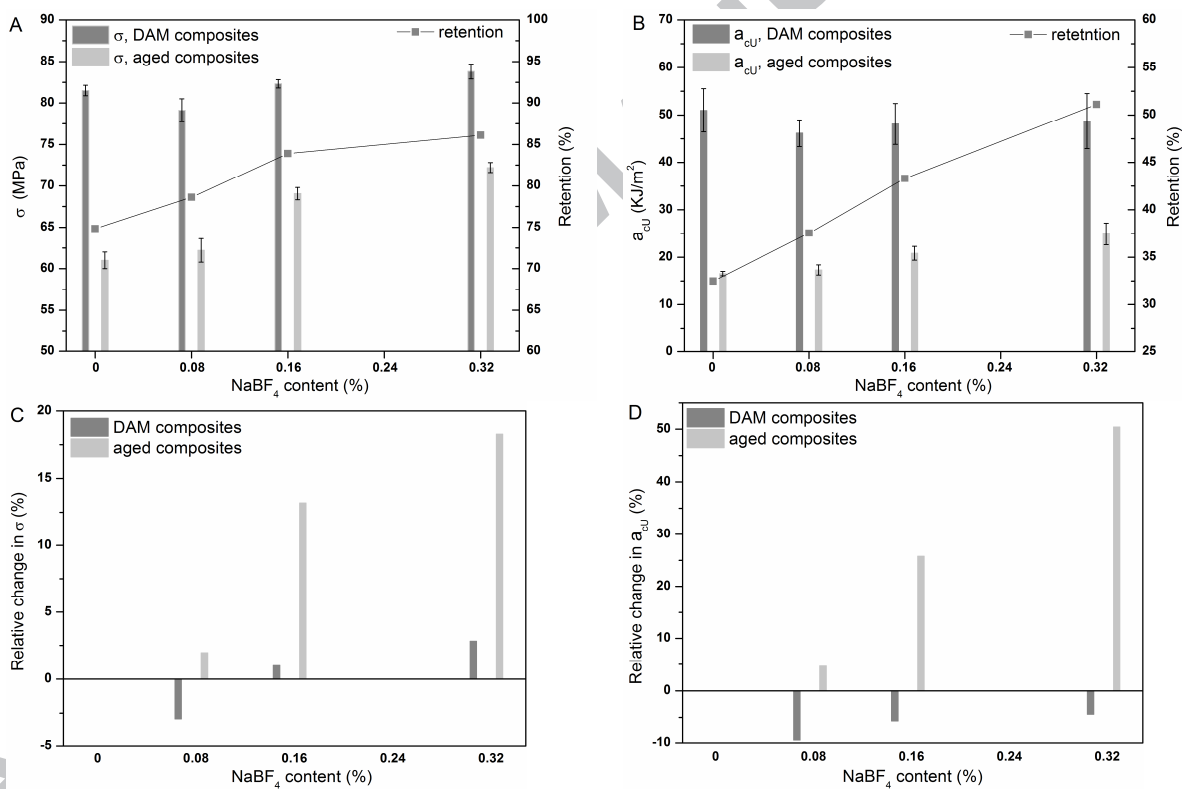 A
σ, DAM composites
σ, aged composites
retention
100
95
90
85
80
75
70
65
60
Retention (%)
95
90
85
80
75
70
65
60
55
50
σ (MPa)
0
0.08
0.16
0.24
0.32
NaBF4 content (%)
B
acU, DAM composites
acU, aged composites
retetntion
70
60
50
40
30
20
10
0
acU (KJ/m²)
60
55
50
45
40
35
30
25
Retention (%)
0
0.08
0.16
0.24
0.32
NaBF4 content (%)
C
DAM composites
aged composites
20
15
10
5
0
-5
Relative change in σ (%)
0
0.08
0.16
0.24
0.32
NaBF4 content (%)
D
DAM composites
aged composites
50
40
30
20
10
0
-10
Relative change in acU (%)
0
0.08
0.16
0.24
0.32
NaBF4 content (%)